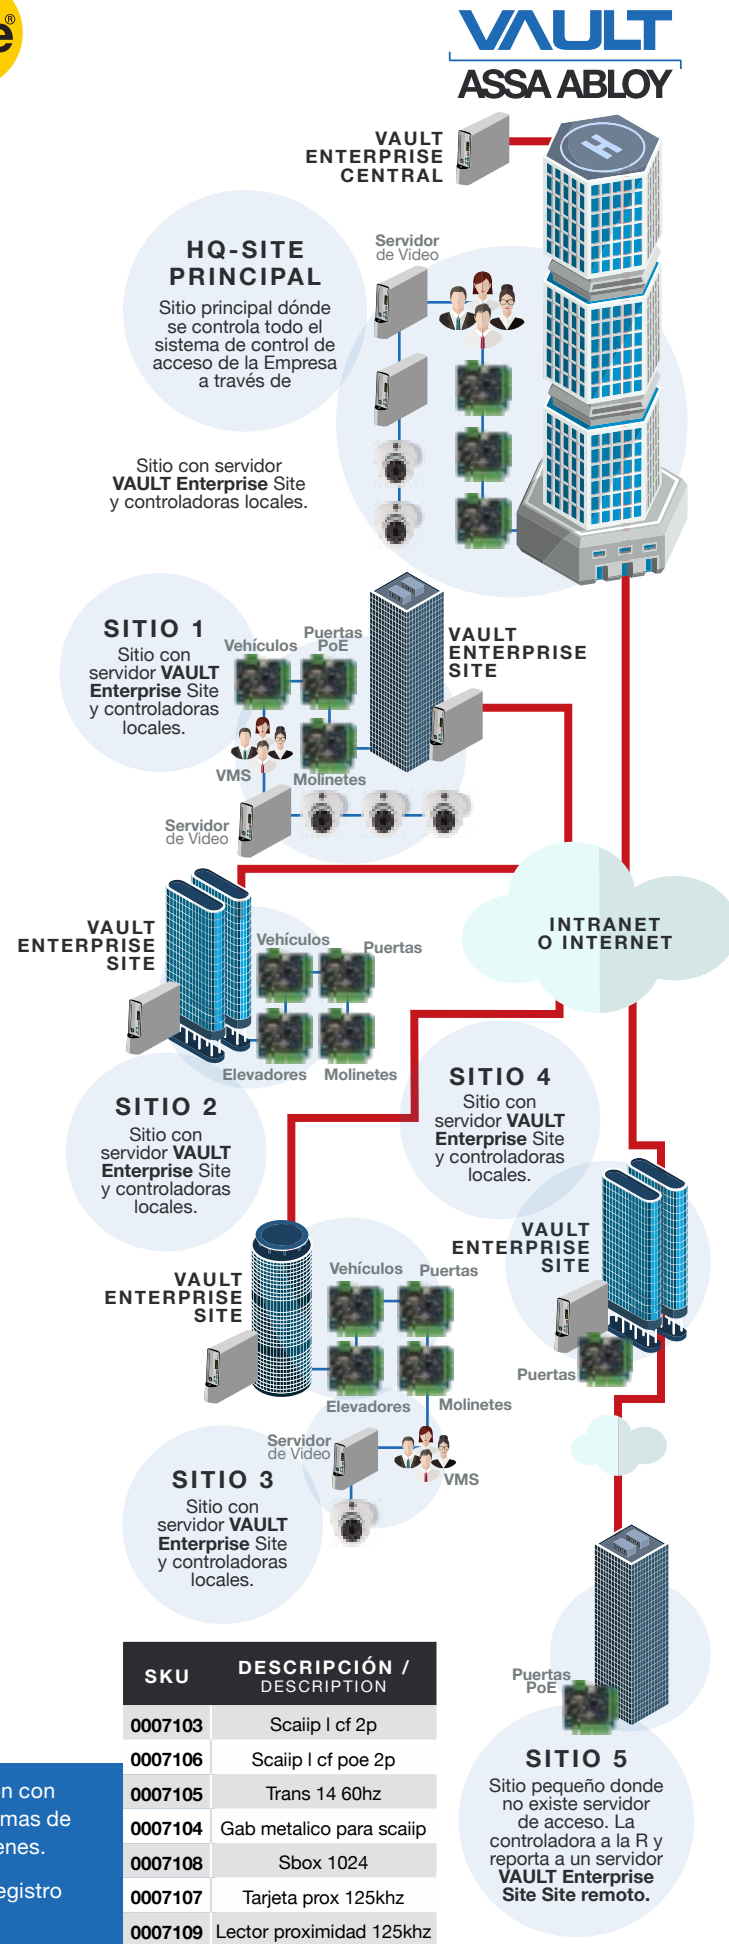 e®
VAULT
ASSA ABLOY
VAULT
ENTERPRISE
CENTRAL
HQ-SITE
PRINCIPAL
Sitio principal dónde
se controla todo el
sistema de control de
acceso de la Empresa
a través de
Servidor
de Video
Sitio con servidor
VAULT Enterprise Site
y controladoras locales.
SITIO 1
Sitio con
servidor VAULT
Enterprise Site
y controladoras
locales.
Vehículos
Puertas
PoE
VAULT
ENTERPRISE
SITE
VMS
Molinetes
Servidor
de Video
INTRANET
O INTERNET
VAULT
ENTERPRISE
SITE
Vehículos
Puertas
Elevadores
Molinetes
SITIO 2
Sitio con
servidor VAULT
Enterprise Site
y controladoras
locales.
SITIO 4
Sitio con
servidor VAULT
Enterprise Site
y controladoras
locales.
VAULT
ENTERPRISE
SITE
Puertas
VAULT
ENTERPRISE
SITE
Vehículos
Puertas
Elevadores
Molinetes
Servidor
de Video
VMS
SITIO 3
Sitio con
servidor VAULT
Enterprise Site
y controladoras
locales.
Puertas
PoE
SITIO 5
Sitio pequeño donde
no existe servidor
de acceso. La
controladora a la R y
reporta a un servidor
VAULT Enterprise
Site Site remoto.
SKU DESCRIPCIÓN /
DESCRIPTION
0007103 Scaiip l cf 2p
0007106 Scaiip l cf poe 2p
0007105 Trans 14 60hz
0007104 Gab metalico para scaiip
0007108 Sbox 1024
0007107 Tarjeta prox 125khz
0007109 Lector proximidad 125khz
n con
mas de
enes.
egistro
H